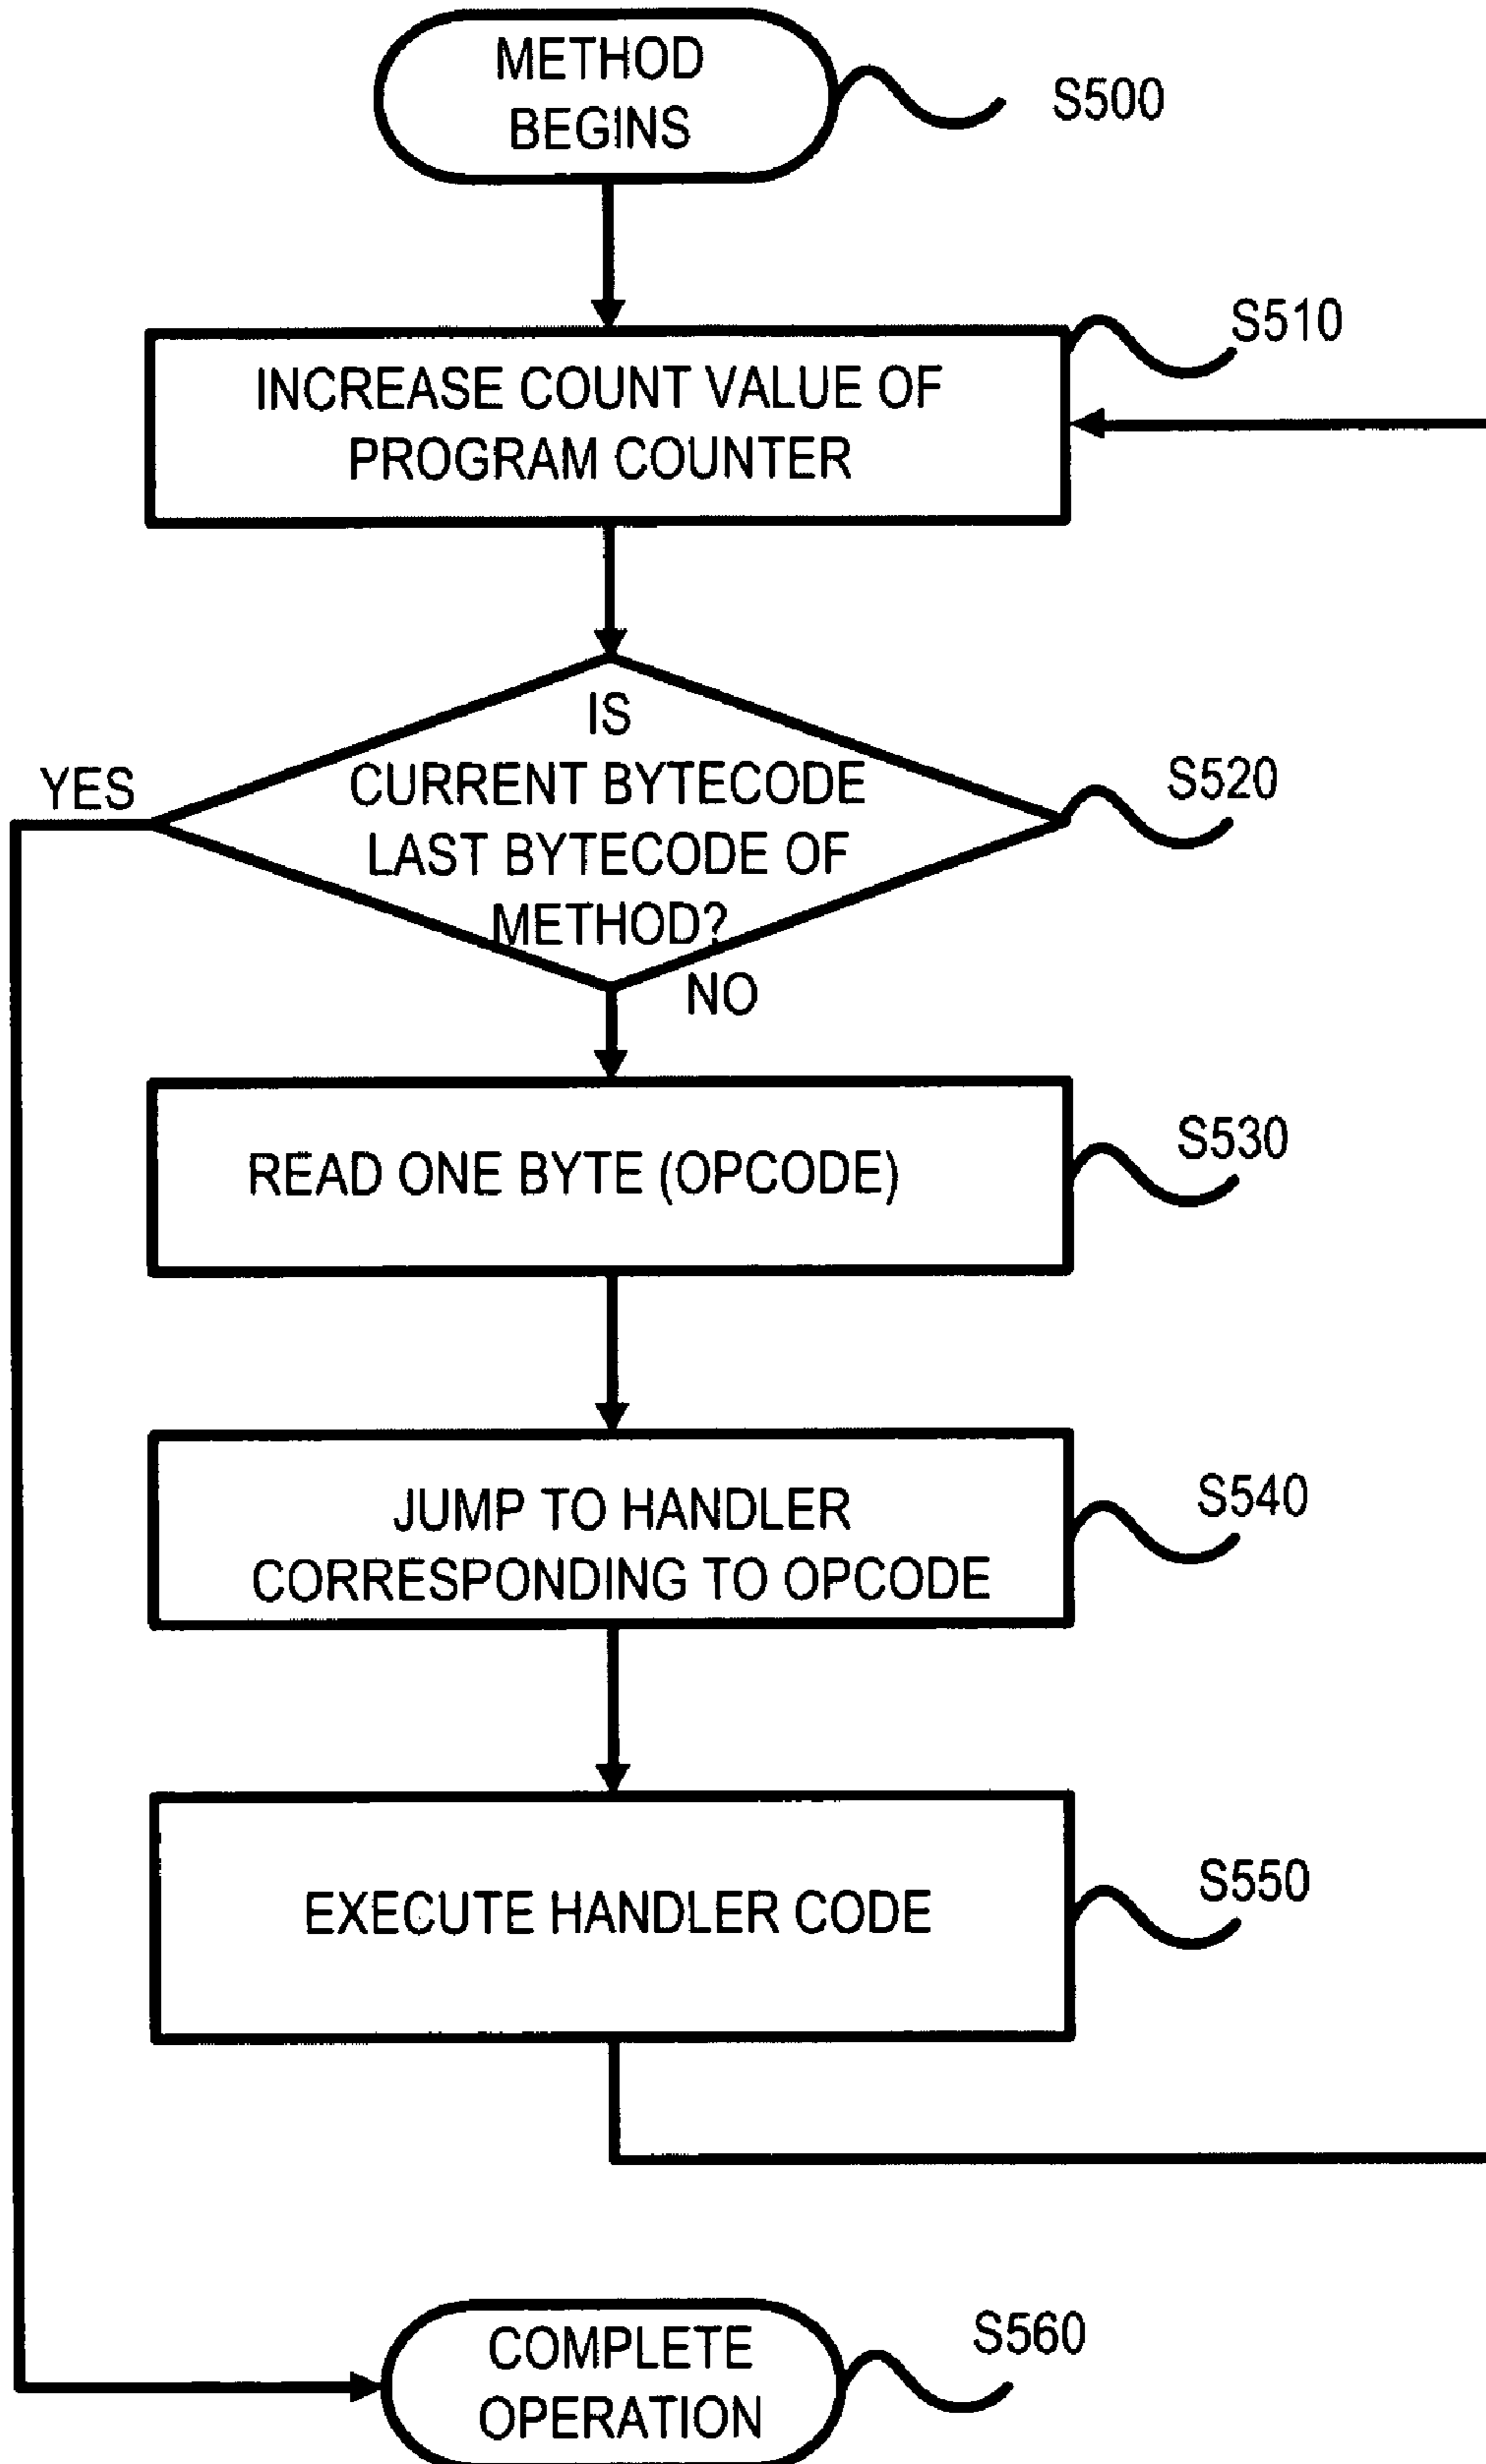 METHOD
BEGINS
S500
S510
INCREASE COUNT VALUE OF
PROGRAM COUNTER
IS
CURRENT BYTECODE
LAST BYTECODE OF
METHOD?
YES
S520
NO
READ ONE BYTE (OPCODE)
S530
JUMP TO HANDLER
CORRESPONDING TO OPCODE
S540
EXECUTE HANDLER CODE
S550
COMPLETE
OPERATION
S560